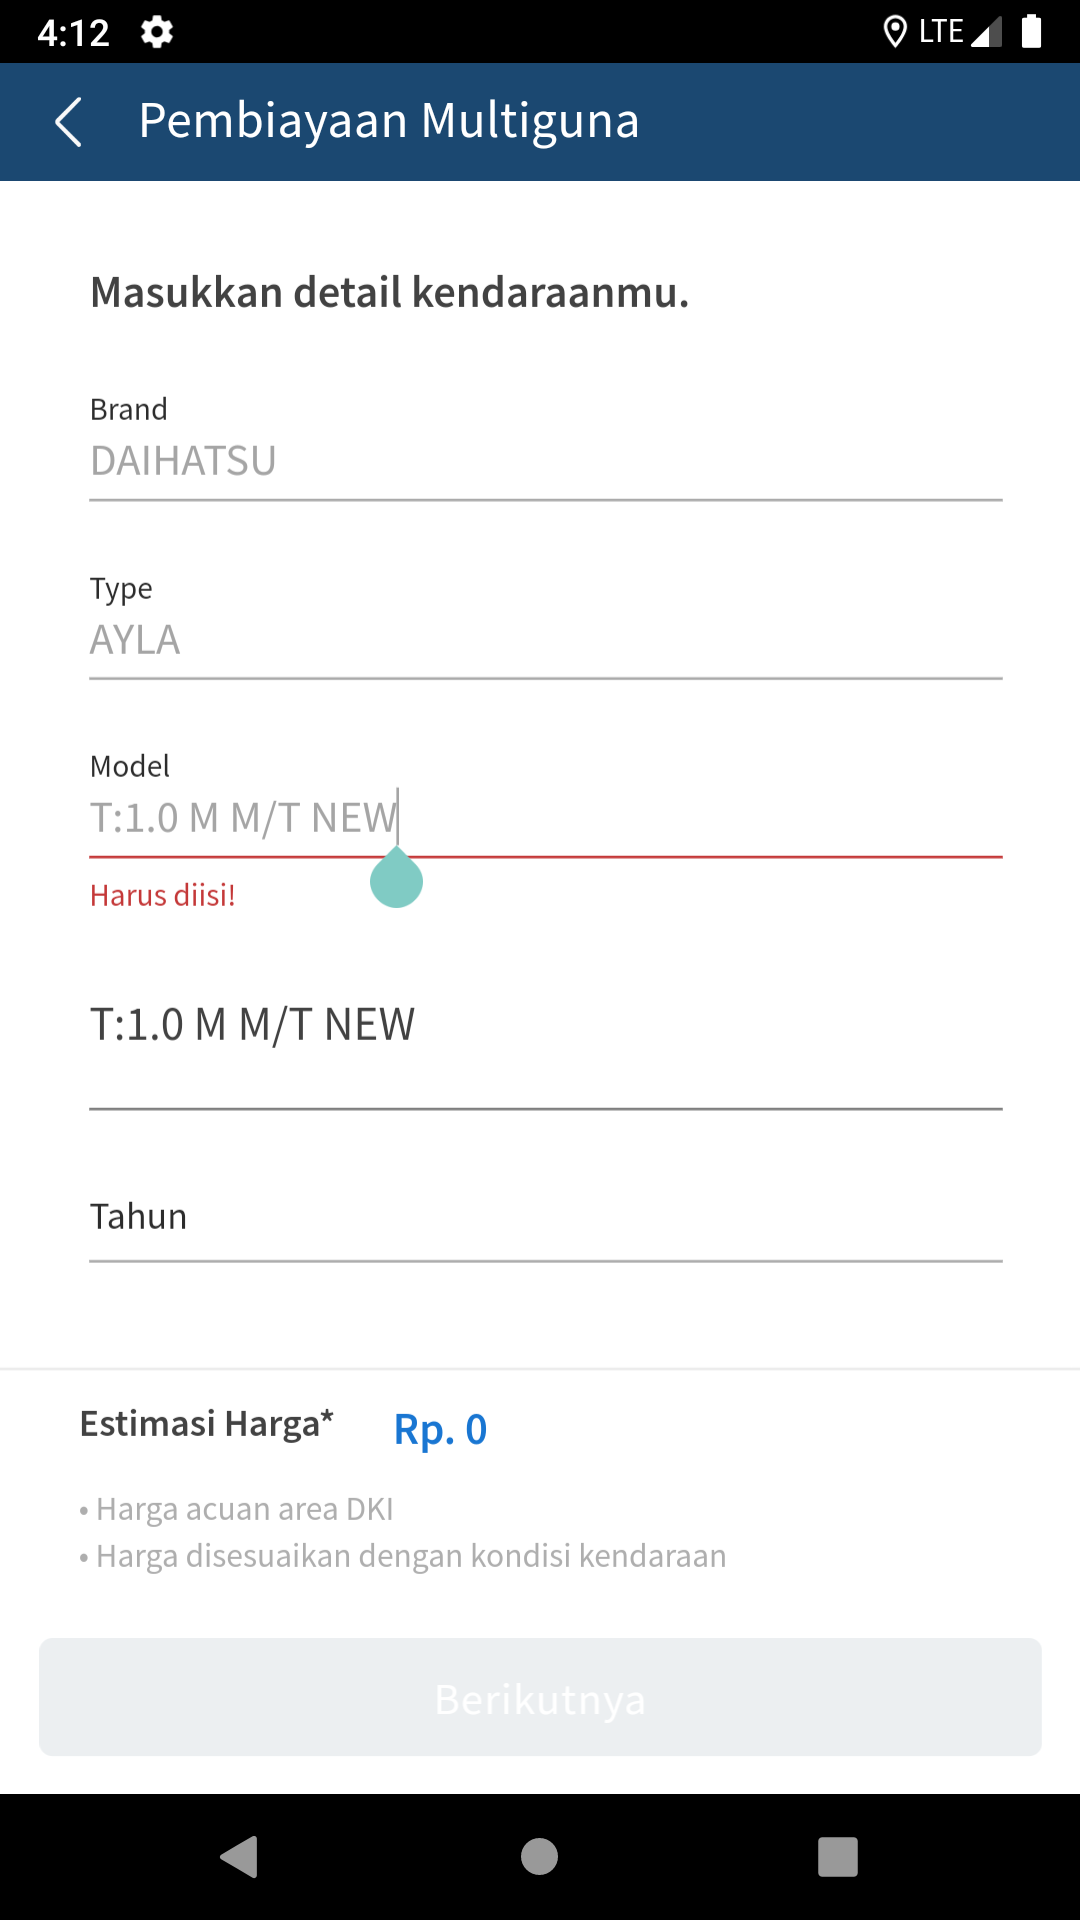 4:12 LTE
Pembiayaan Multiguna
Masukkan detail kendaraanmu.
Brand
DAIHATSU
Type
AYLA
Model
T:1.0 M M/T NEW
Harus diisi!
T:1.0 M M/T NEW
Tahun
Estimasi Harga* Rp. 0
• Harga acuan area DKI
• Harga disesuaikan dengan kondisi kendaraan
Berikutnya